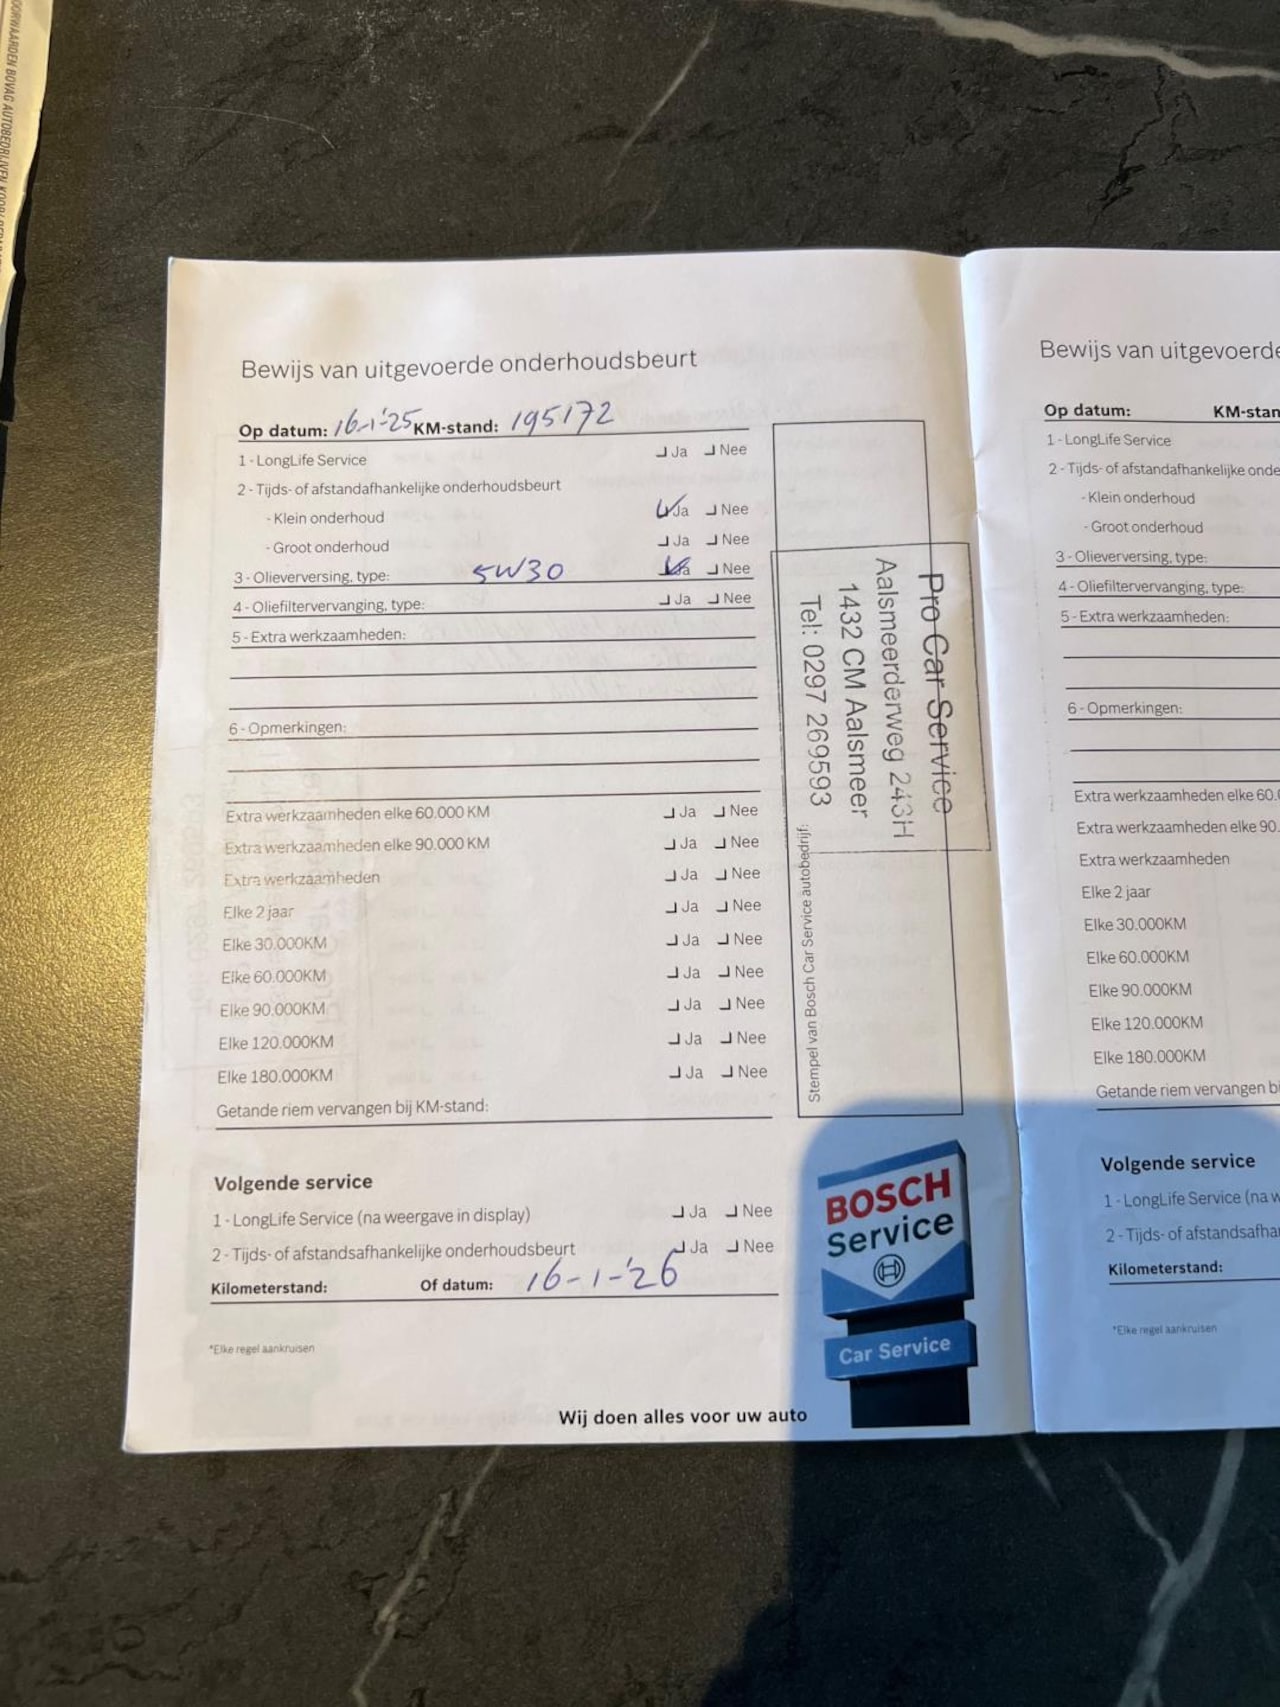 VOORWAARDEN BOVAG AUTOBEDRIJVEN VOOR
Bewijs van uitgevoerde onderhoudsbeurt
Op datum: 16-1-'25 KM-stand: 195172
1 - LongLife Service Ja Nee
2 - Tijds- of afstandafhankelijke onderhoudsbeurt
- Klein onderhoud Ja Nee
- Groot onderhoud Ja Nee
3 - Olieverversing, type: 5W30 Ja Nee
4 - Oliefiltervervanging, type: Ja Nee
5 - Extra werkzaamheden:
6 - Opmerkingen:
Extra werkzaamheden elke 60.000 KM Ja Nee
Extra werkzaamheden elke 90.000 KM Ja Nee
Extra werkzaamheden Ja Nee
Elke 2 jaar Ja Nee
Elke 30.000KM Ja Nee
Elke 60.000KM Ja Nee
Elke 90.000KM Ja Nee
Elke 120.000KM Ja Nee
Elke 180.000KM Ja Nee
Getande riem vervangen bij KM-stand:
Stempel van Bosch Car Service autobedrijf:
Pro Car Service
Aalsmeerderweg 243H
1432 CM Aalsmeer
Tel: 0297 269593
Volgende service
1 - LongLife Service (na weergave in display) Ja Nee
2 - Tijds- of afstandsafhankelijke onderhoudsbeurt Ja Nee
Kilometerstand: Of datum: 16-1-'26
*Elke regel aankruisen
BOSCH
Service
Car Service
Wij doen alles voor uw auto
Bewijs van uitgevoerde
Op datum: KM-stan
1 - LongLife Service
2 - Tijds- of afstandafhankelijke onde
- Klein onderhoud
- Groot onderhoud
3 - Olieverversing, type:
4 - Oliefiltervervanging, type:
5 - Extra werkzaamheden:
6 - Opmerkingen:
Extra werkzaamheden elke 60.
Extra werkzaamheden elke 90.
Extra werkzaamheden
Elke 2 jaar
Elke 30.000KM
Elke 60.000KM
Elke 90.000KM
Elke 120.000KM
Elke 180.000KM
Getande riem vervangen bi
Volgende service
1 - LongLife Service (na w
2 - Tijds- of afstandsafha
Kilometerstand:
*Elke regel aankruisen